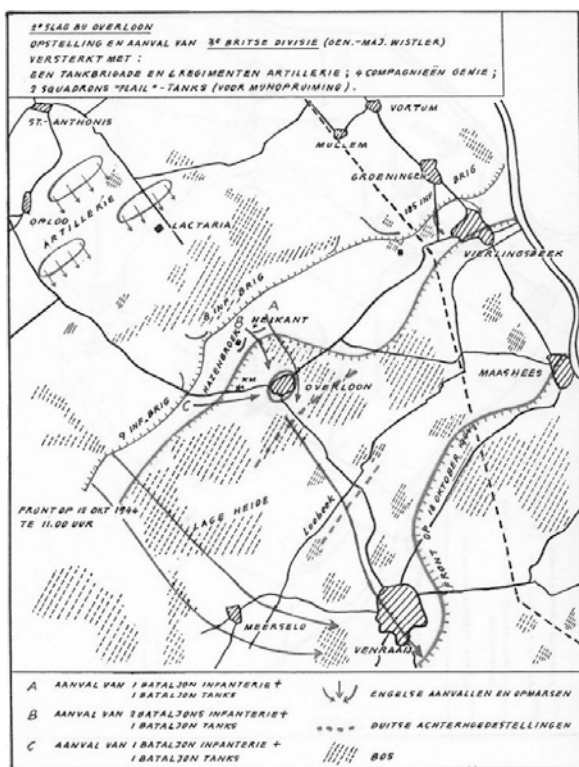 2e SLAG BIJ OVERLOON
OPSTELLING EN AANVAL VAN 3e BRITSE DIVISIE (GEN.-MAJ. WISTLER)
VERSTERKT MET:
EEN TANKBRIGADE EN 6 REGIMENTEN ARTILLERIE; 4 COMPAGNIEËN GENIE;
2 SQUADRONS "FLAIL"-TANKS (VOOR MIJNOPRUIMING).
ST.-ANTHONIS
VORTUM
MULLEM
GROENINGEN
185 INF. BRIG
OPLOO
ARTILLERIE
LACTARIA
VIERLINGSBEEK
8 INF. BRIG
A
B
HEIKANT
HAZENBROEK
MAASHEES
KM
OVERLOON
C
9 INF. BRIG
FRONT OP 12 OKT 1944
TE 11.00 UUR
LAGE HEIDE
Loobeek
FRONT OP 18 OKTOBER
MEERSELO
VENRAAIJ
A AANVAL VAN 1 BATALJON INFANTERIE +
1 BATALJON TANKS
B AANVAL VAN 2 BATALJONS INFANTERIE +
1 BATALJON TANKS
C AANVAL VAN 1 BATALJON INFANTERIE +
1 BATALJON TANKS
ENGELSE AANVALLEN EN OPMARSEN
DUITSE ACHTERHOEDESTELLINGEN
BOS